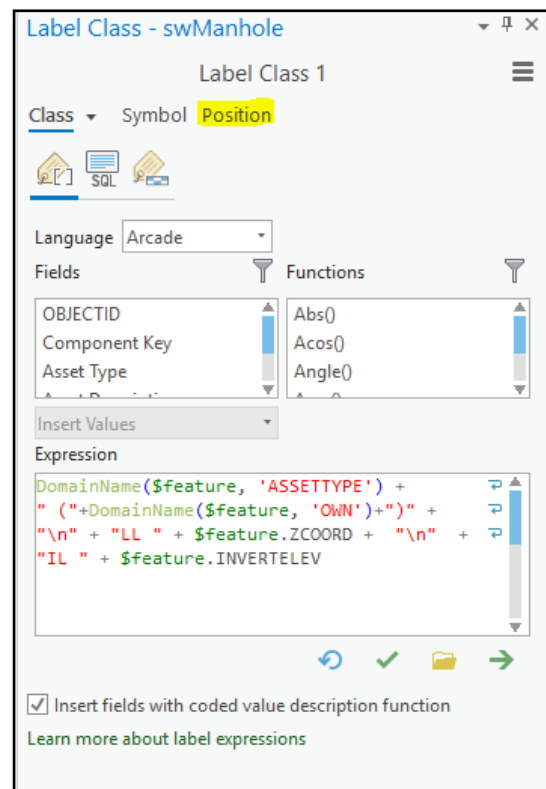 Label Class - swManhole
Label Class 1
Class Symbol Position
SQL
Language Arcade
Fields Functions
OBJECTID
Component Key
Asset Type
Abs()
Acos()
Angle()
Insert Values
Expression
DomainName($feature, 'ASSETTYPE') +
" ("+DomainName($feature, 'OWN')+")" +
"\n" + "LL " + $feature.ZCOORD + "\n" +
"IL " + $feature.INVERTELEV
Insert fields with coded value description function
Learn more about label expressions